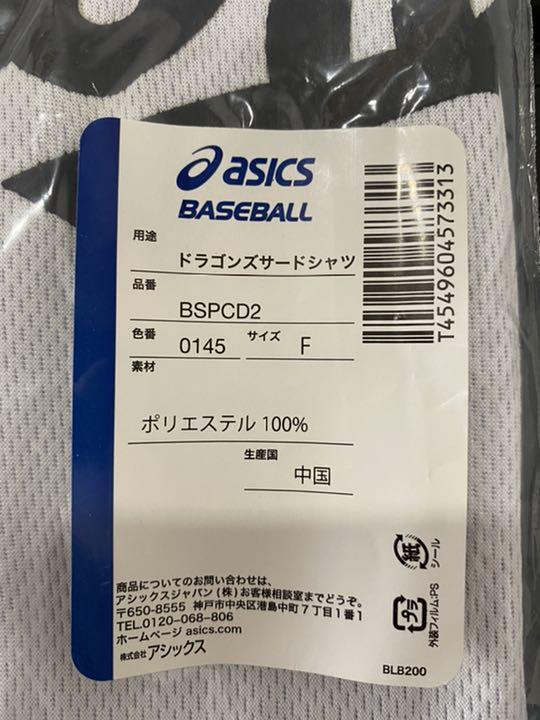 asics
BASEBALL
用途
ドラゴンズサードシャツ
品番
BSPCD2
色番 0145 サイズ F
素材
ポリエステル 100%
生産国
中国
T4549604573313
紙
シール
プラ
外装フィルム:PS
商品についてのお問い合わせは、
アシックスジャパン(株)お客様相談室までどうぞ。
〒650-8555 神戸市中央区港島中町7丁目1番1
TEL.0120-068-806
ホームページ asics.com
株式会社 アシックス
BLB200